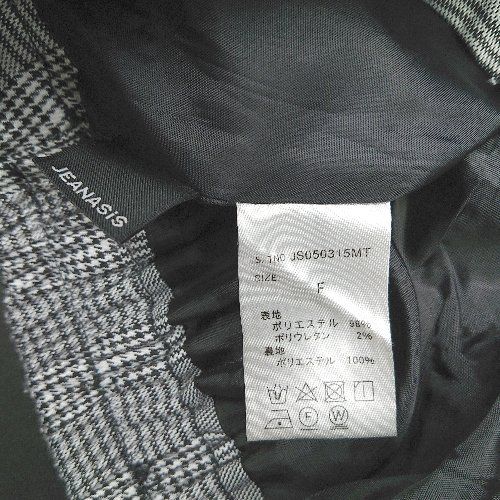 JEANASIS
S. TNO JS050315MT
SIZE:
F
表地
ポリエステル 98%
ポリウレタン 2%
裏地
ポリエステル 100%
F W